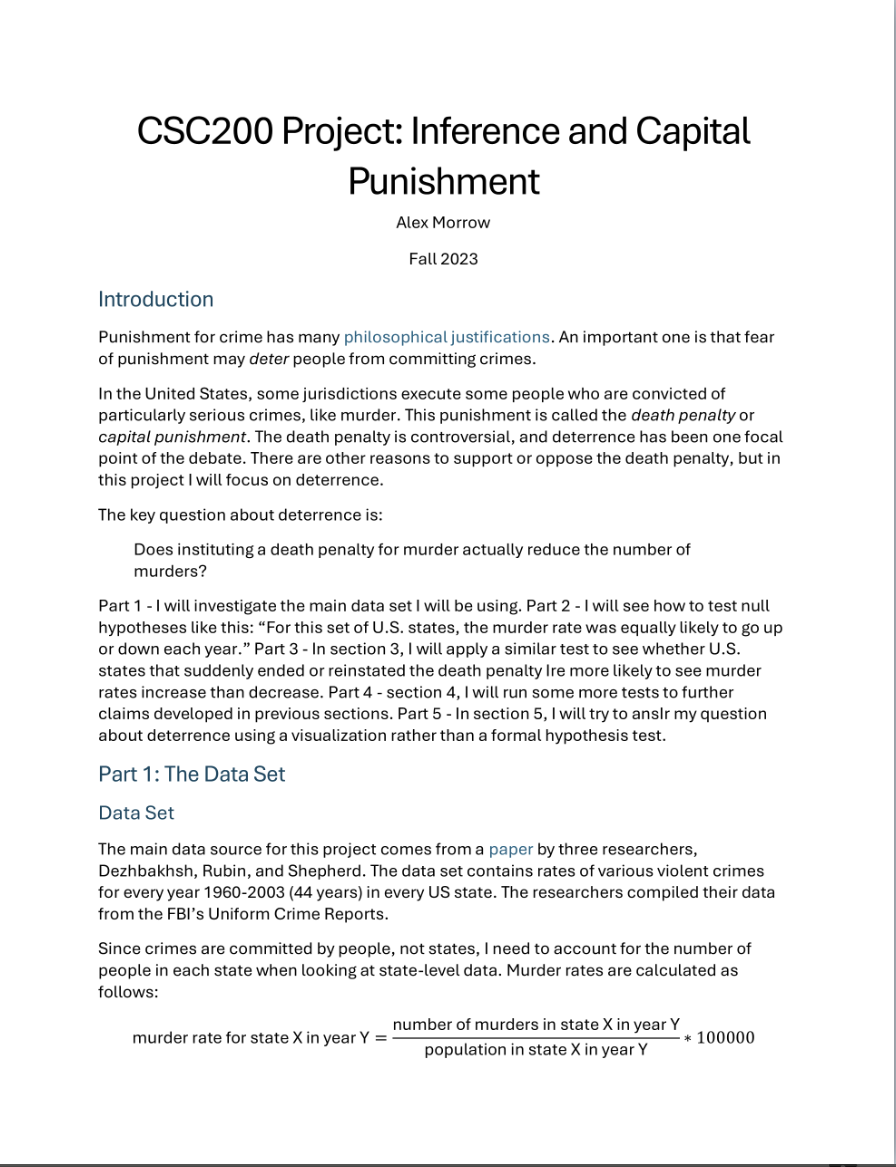 CSC200 Project: Inference and Capital
Punishment
Alex Morrow
Fall 2023
Introduction
Punishment for crime has many philosophical justifications. An important one is that fear
of punishment may deter people from committing crimes.
In the United States, some jurisdictions execute some people who are convicted of
particularly serious crimes, like murder. This punishment is called the death penalty or
capital punishment. The death penalty is controversial, and deterrence has been one focal
point of the debate. There are other reasons to support or oppose the death penalty, but in
this project I will focus on deterrence.
The key question about deterrence is:
Does instituting a death penalty for murder actually reduce the number of
murders?
Part 1 - I will investigate the main data set I will be using. Part 2 - I will see how to test null
hypotheses like this: “For this set of U.S. states, the murder rate was equally likely to go up
or down each year.” Part 3 - In section 3, I will apply a similar test to see whether U.S.
states that suddenly ended or reinstated the death penalty Ire more likely to see murder
rates increase than decrease. Part 4 - section 4, I will run some more tests to further
claims developed in previous sections. Part 5 - In section 5, I will try to ansIr my question
about deterrence using a visualization rather than a formal hypothesis test.
Part 1: The Data Set
Data Set
The main data source for this project comes from a paper by three researchers,
Dezhbakhsh, Rubin, and Shepherd. The data set contains rates of various violent crimes
for every year 1960-2003 (44 years) in every US state. The researchers compiled their data
from the FBI’s Uniform Crime Reports.
Since crimes are committed by people, not states, I need to account for the number of
people in each state when looking at state-level data. Murder rates are calculated as
follows:
number of murders in state X in year Y
murder rate for state X in year Y = ∗ 100000
population in state X in year Y